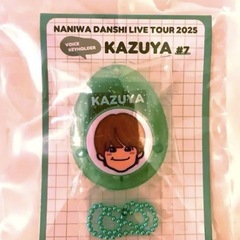 NANIWA DANSHI LIVE TOUR 2025
VOICE
KEYHOLDER
KAZUYA #7
KAZUYA